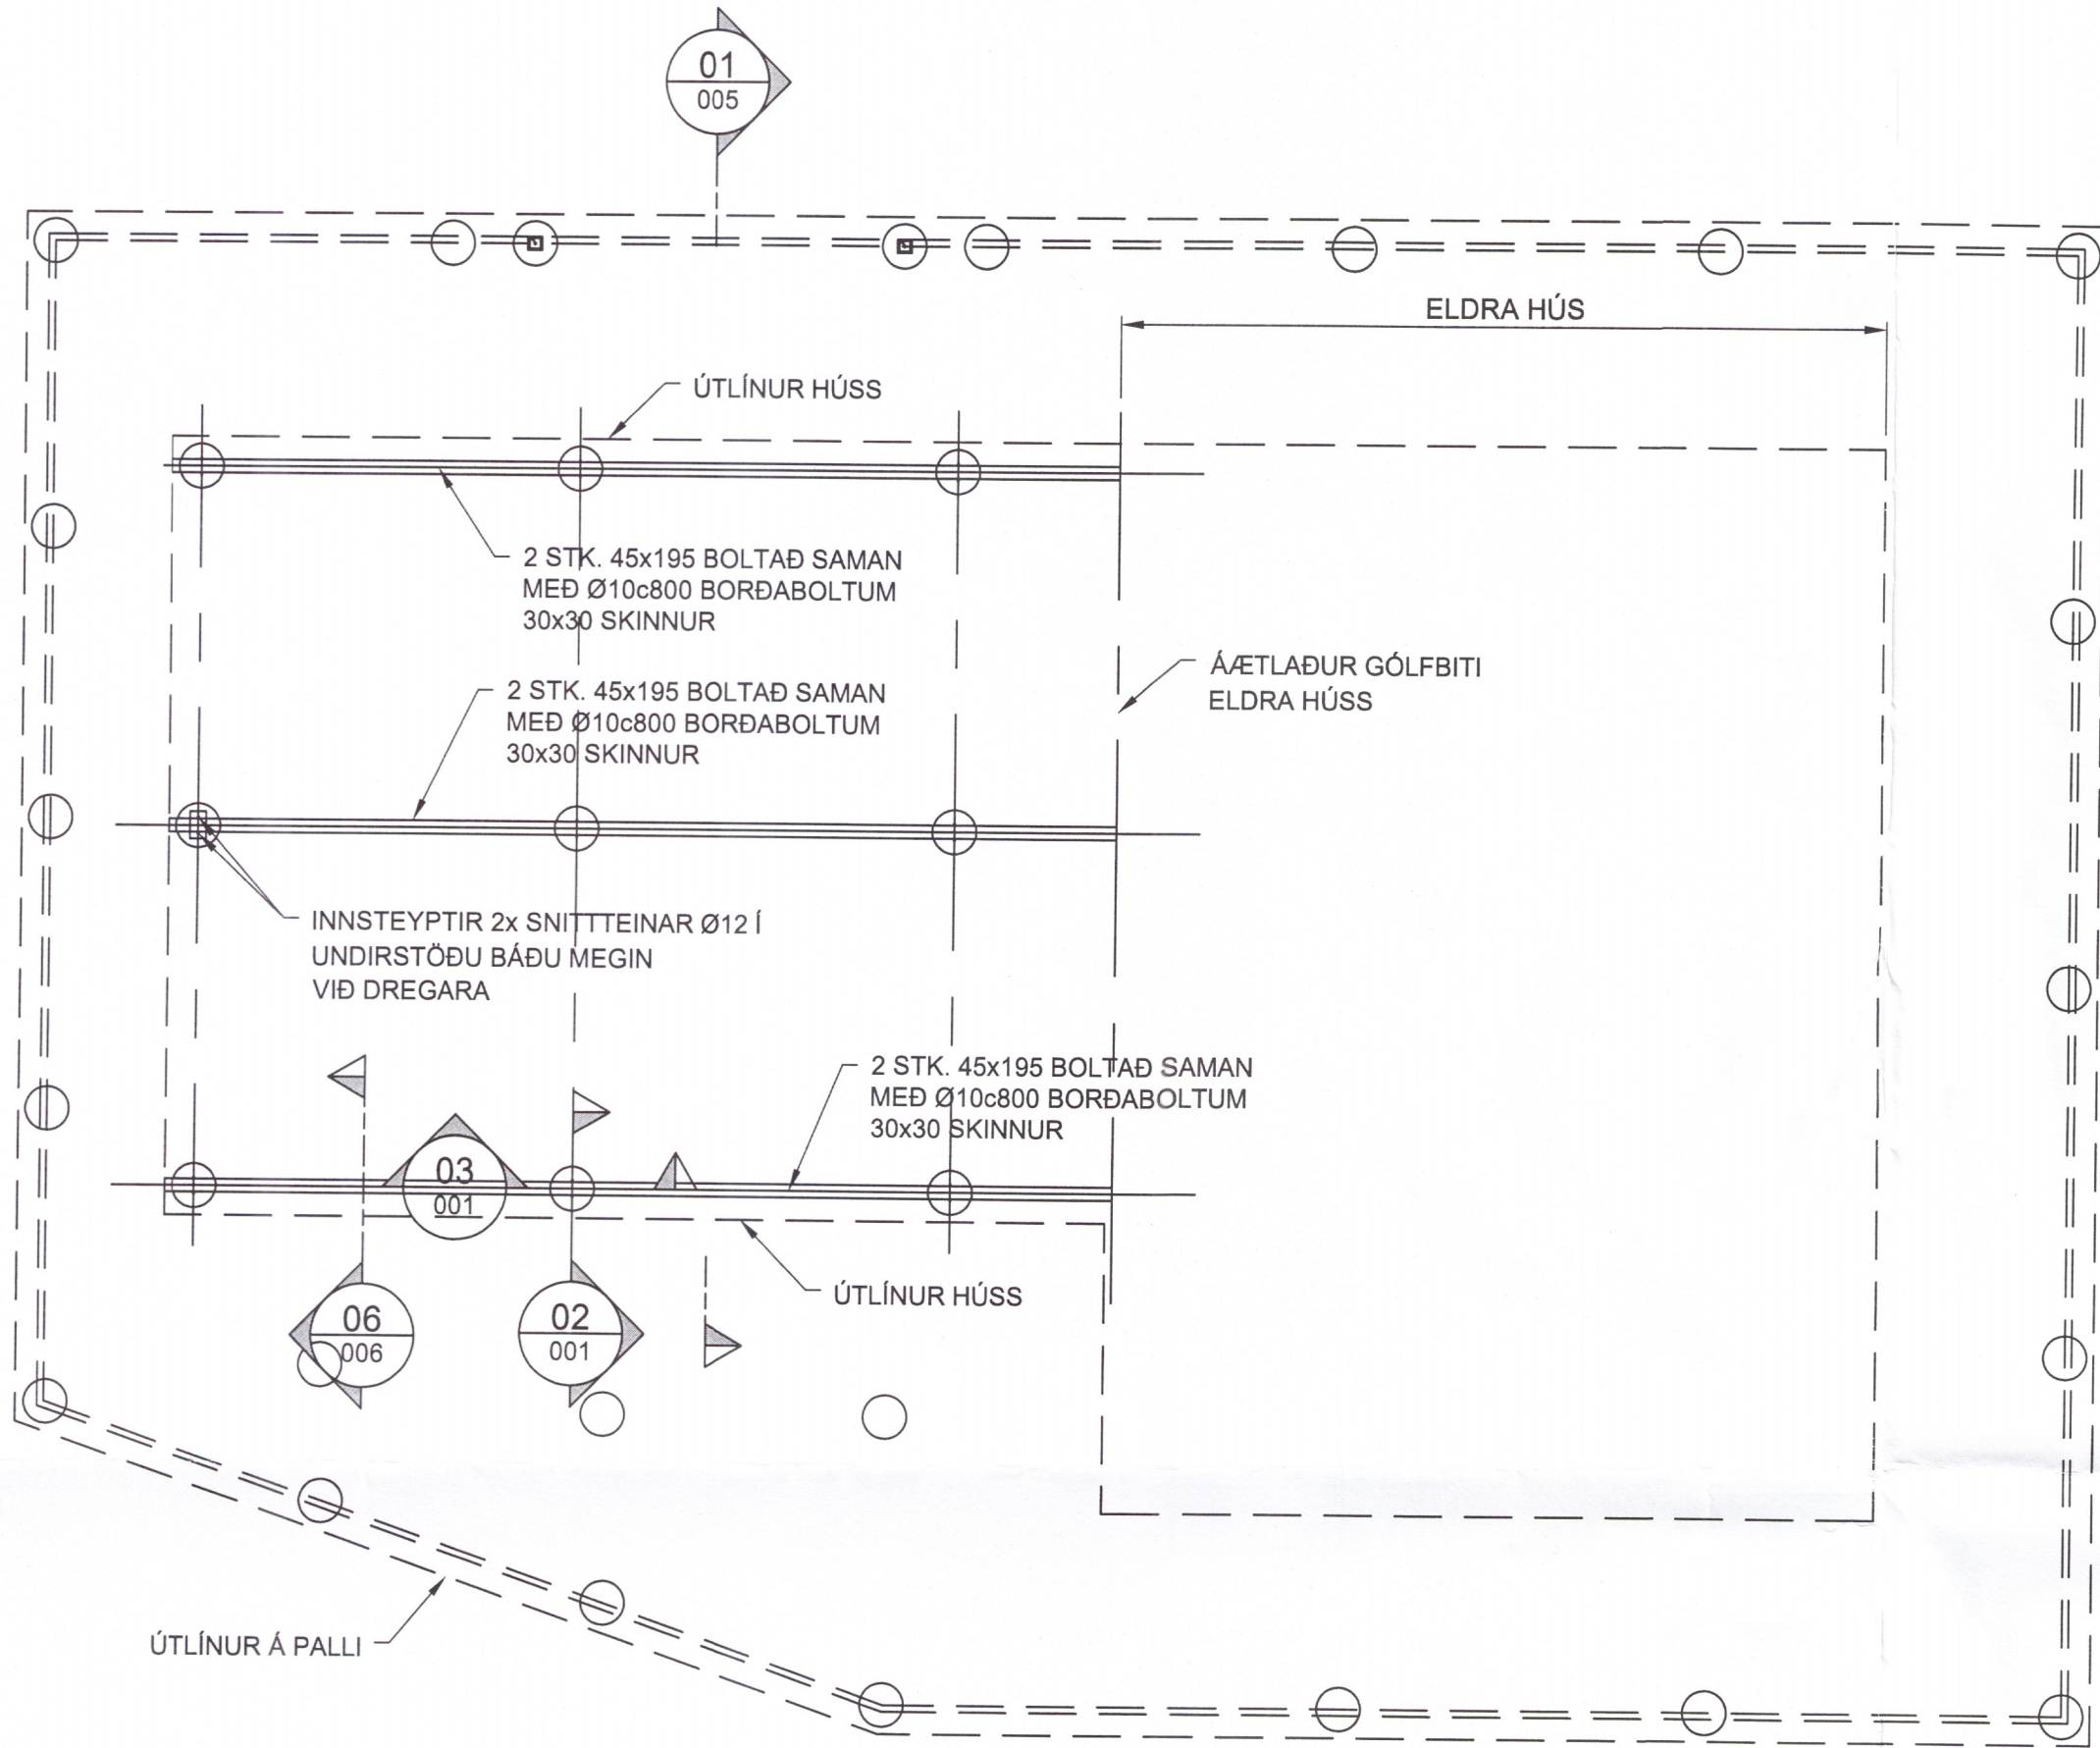 01
005
ELDRA HÚS
ÚTLÍNUR HÚSS
2 STK. 45x195 BOLTAÐ SAMAN
MEÐ Ø10c800 BORÐABOLTUM
30x30 SKINNUR
ÁÆTLAÐUR GÓLFBITI
ELDRA HÚSS
2 STK. 45x195 BOLTAÐ SAMAN
MEÐ Ø10c800 BORÐABOLTUM
30x30 SKINNUR
INNSTEYPTIR 2x SNITTTEINAR Ø12 Í
UNDIRSTÖÐU BÁÐU MEGIN
VIÐ DREGARA
2 STK. 45x195 BOLTAÐ SAMAN
MEÐ Ø10c800 BORÐABOLTUM
30x30 SKINNUR
03
001
ÚTLÍNUR HÚSS
06
006
02
001
ÚTLÍNUR Á PALLI